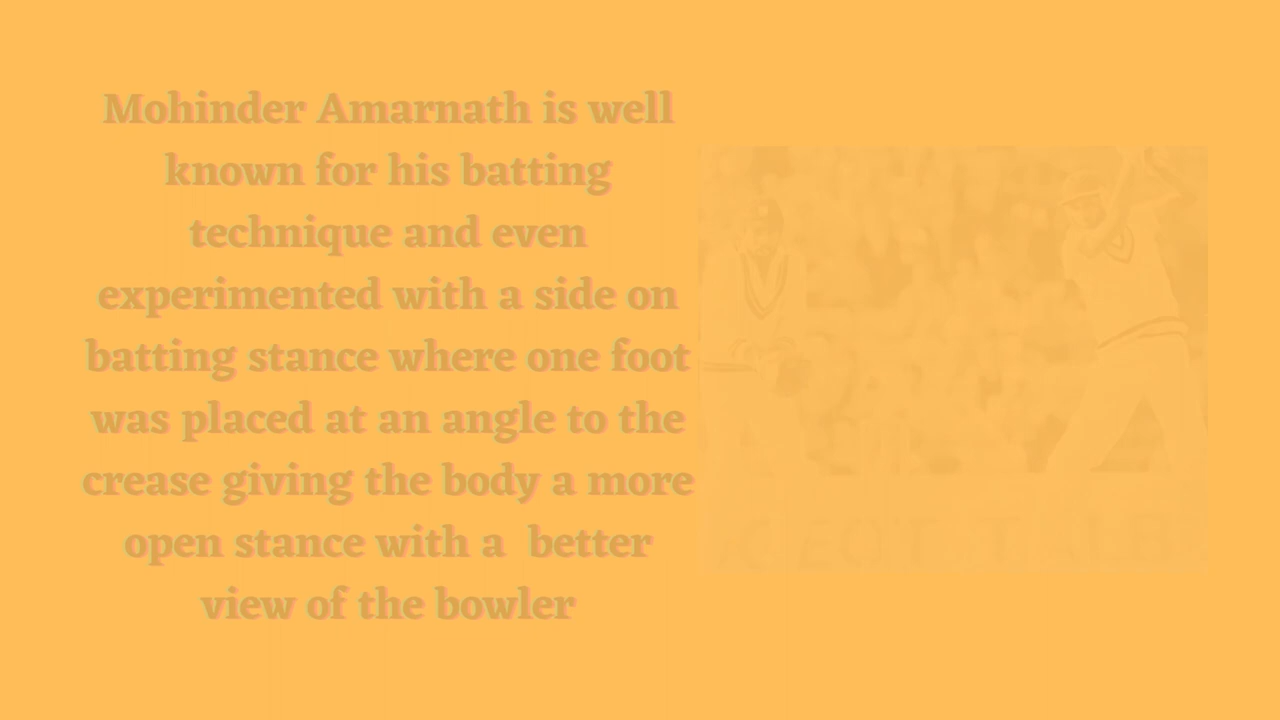 Mohinder Amarnath is well
known for his batting
technique and even
experimented with a side on
batting stance where one foot
was placed at an angle to the
crease giving the body a more
open stance with a  better
view of the bowler